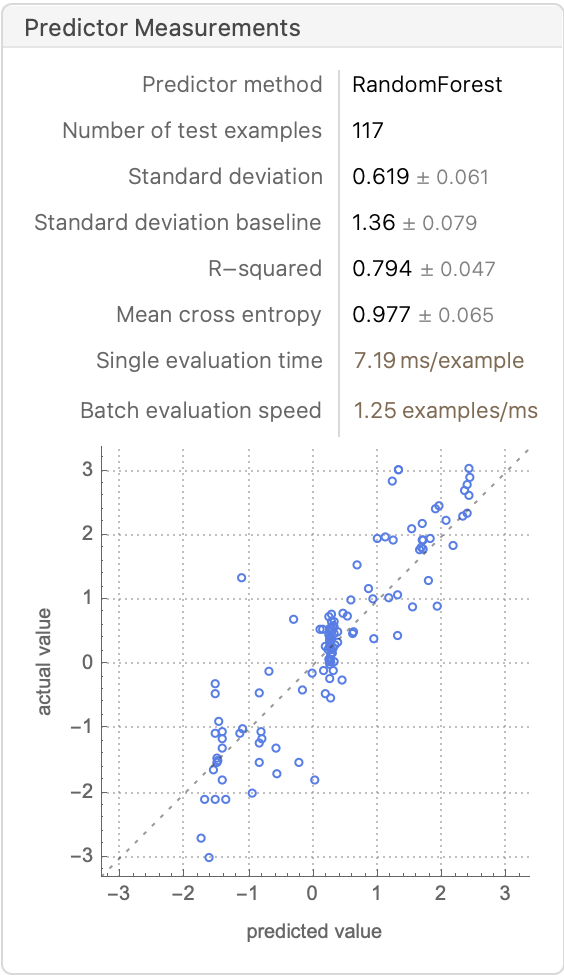 Predictor Measurements
Predictor method RandomForest
Number of test examples 117
Standard deviation 0.619 ± 0.061
Standard deviation baseline 1.36 ± 0.079
R−squared 0.794 ± 0.047
Mean cross entropy 0.977 ± 0.065
Single evaluation time 7.19 ms/example
Batch evaluation speed 1.25 examples/ms
3
2
1
0
−1
−2
−3
actual value
−3 −2 −1 0 1 2 3
predicted value